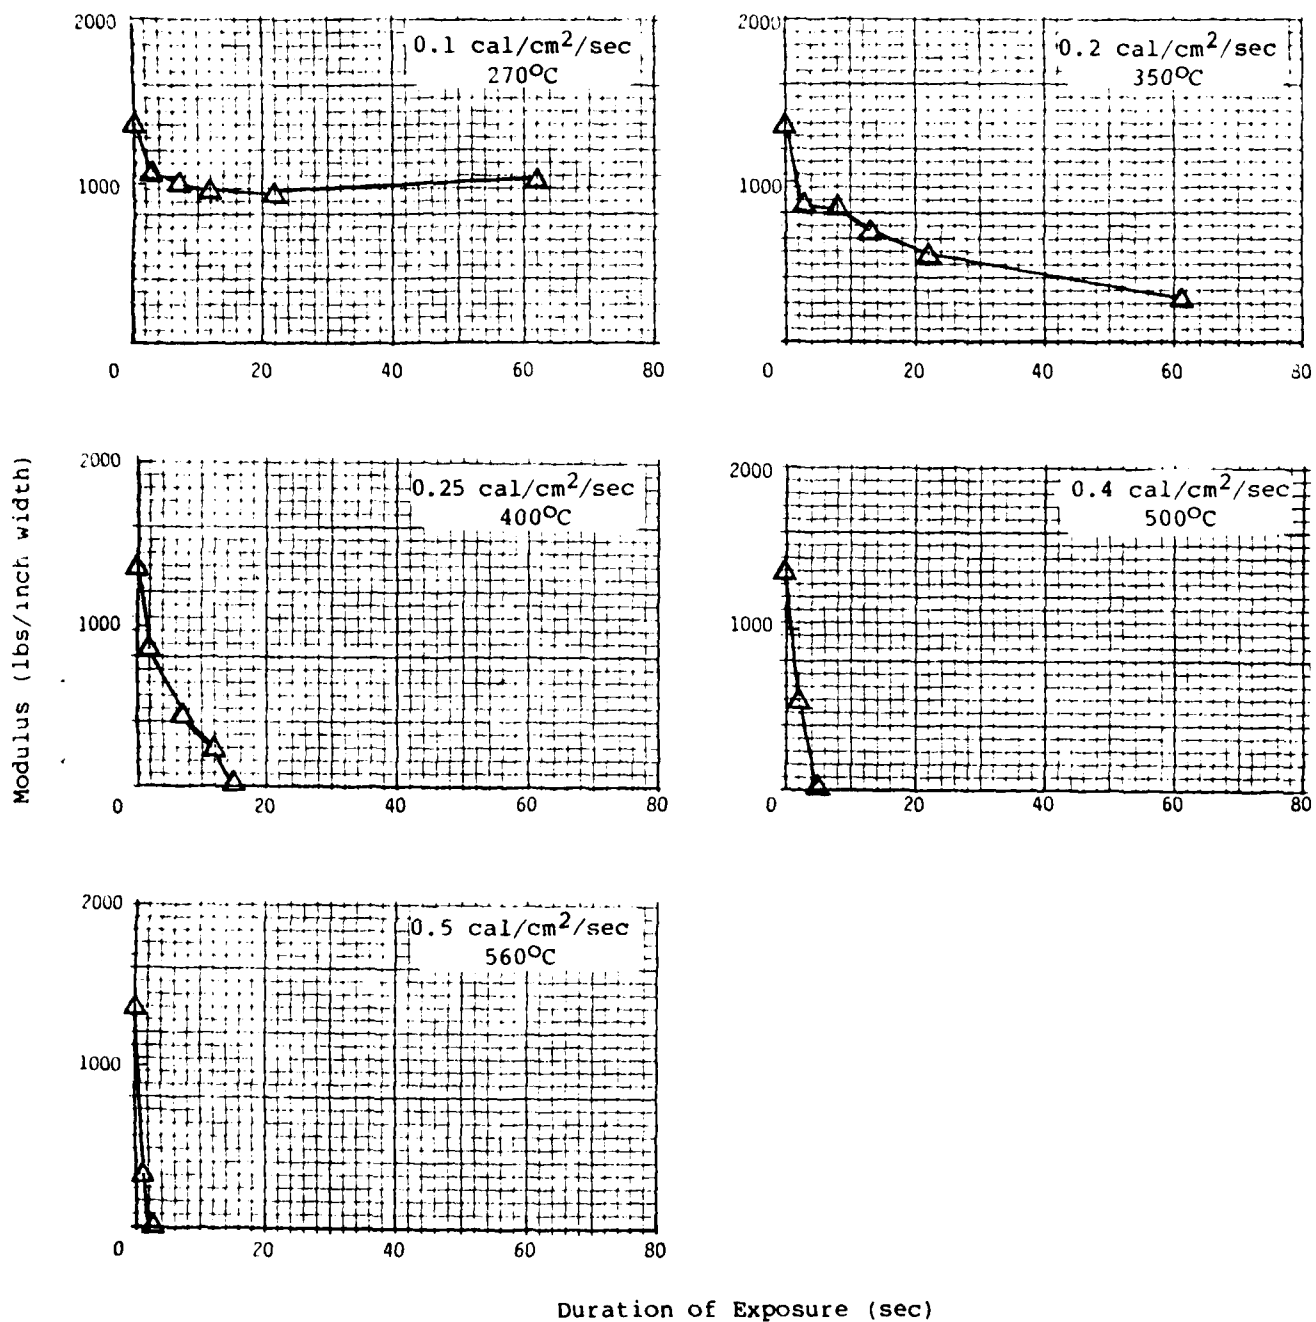 2000
0.1 cal/cm²/sec
270°C
1000
0 20 40 60 80
2000
0.2 cal/cm²/sec
350°C
1000
0 20 40 60 80
Modulus (lbs/inch width)
2000
0.25 cal/cm²/sec
400°C
1000
0 20 40 60 80
2000
0.4 cal/cm²/sec
500°C
1000
0 20 40 60 80
2000
0.5 cal/cm²/sec
560°C
1000
0 20 40 60 80
Duration of Exposure (sec)